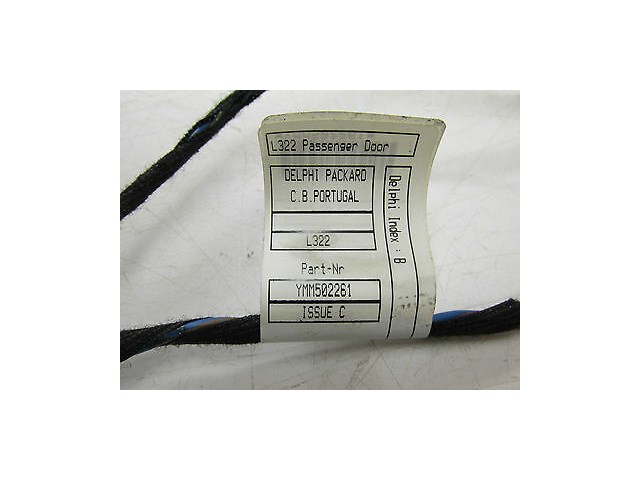 L322 Passenger Door
DELPHI PACKARD
C.B.PORTUGAL
L322
Part-Nr
YMM502261
ISSUE C
Delphi Index : B